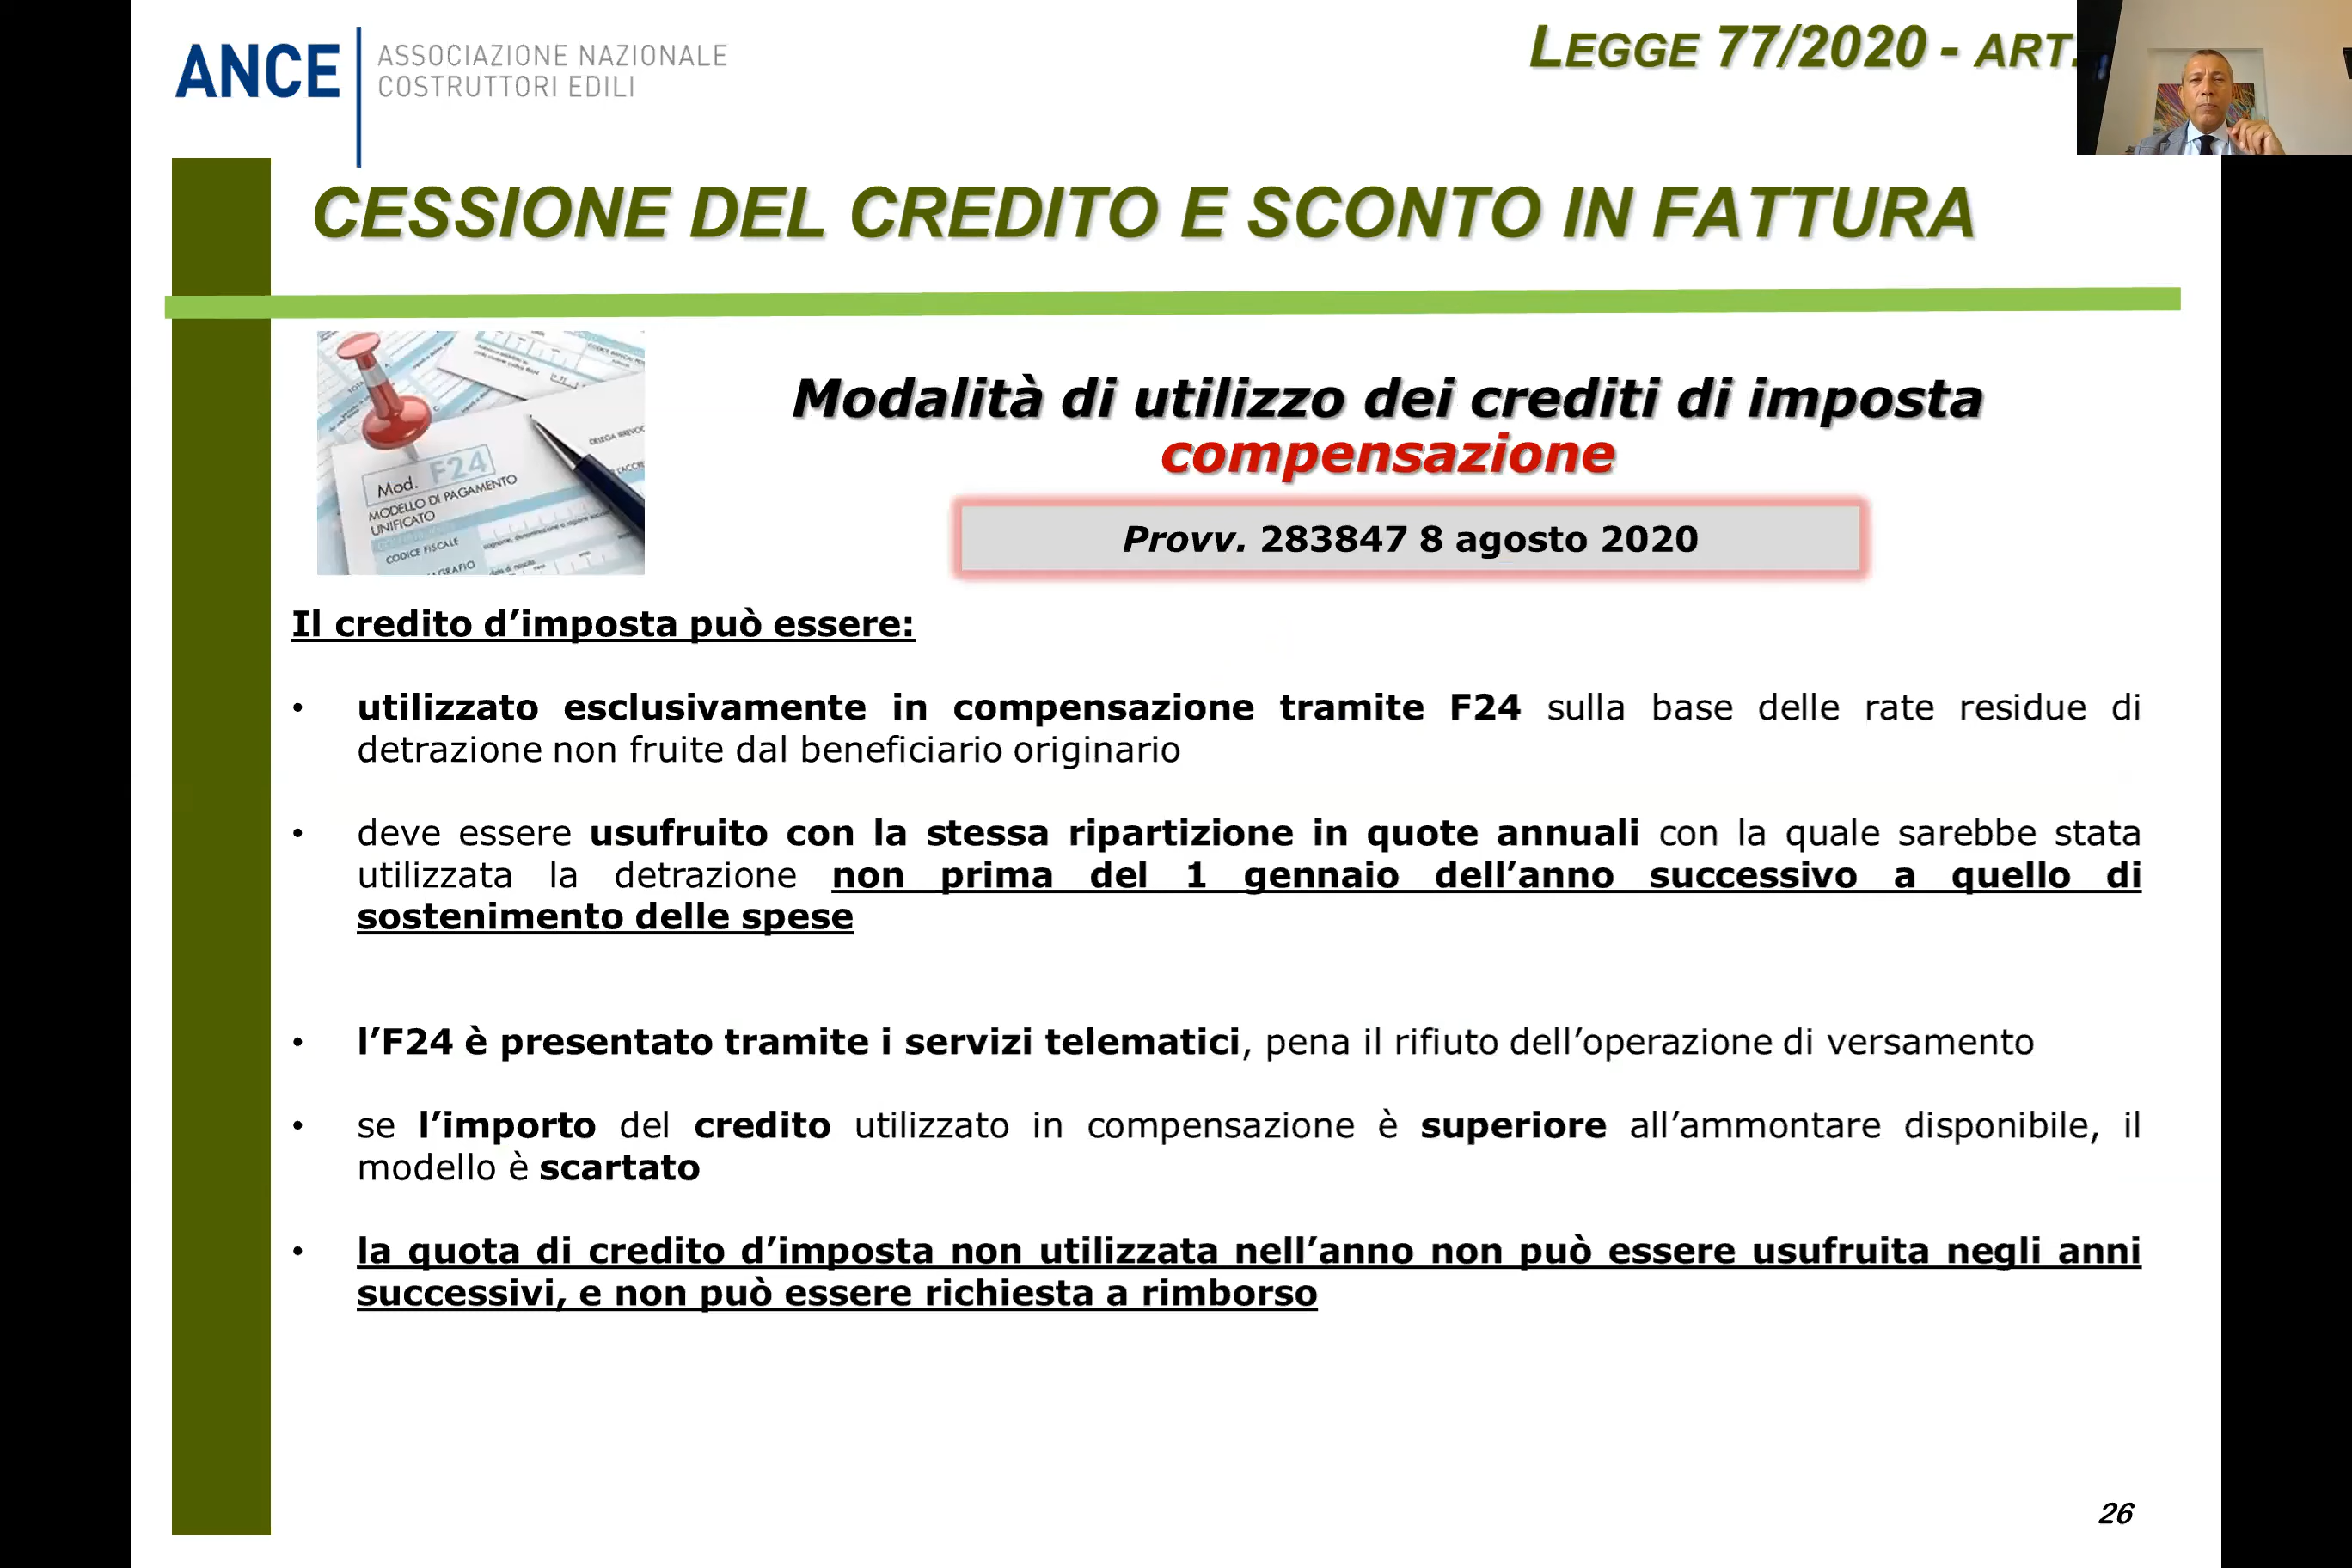 ANCE
ASSOCIAZIONE NAZIONALE
COSTRUTTORI EDILI
LEGGE 77/2020 - ART.
CESSIONE DEL CREDITO E SCONTO IN FATTURA
Mod. F24
MODELLO DI PAGAMENTO
UNIFICATO
CODICE FISCALE
Modalità di utilizzo dei crediti di imposta
compensazione
Provv. 283847 8 agosto 2020
Il credito d’imposta può essere:
• utilizzato esclusivamente in compensazione tramite F24 sulla base delle rate residue di
detrazione non fruite dal beneficiario originario
• deve essere usufruito con la stessa ripartizione in quote annuali con la quale sarebbe stata
utilizzata la detrazione non prima del 1 gennaio dell’anno successivo a quello di
sostenimento delle spese
• l’F24 è presentato tramite i servizi telematici, pena il rifiuto dell’operazione di versamento
• se l’importo del credito utilizzato in compensazione è superiore all’ammontare disponibile, il
modello è scartato
• la quota di credito d’imposta non utilizzata nell’anno non può essere usufruita negli anni
successivi, e non può essere richiesta a rimborso
26